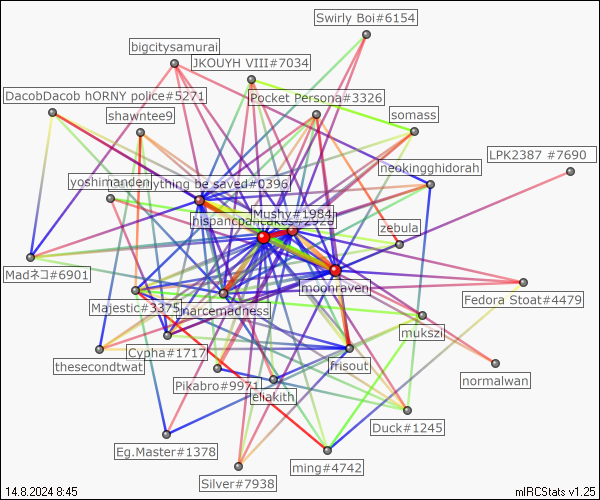 Swirly Boi#6154
bigcitysamurai
JKOUYH VIII#7034
DacobDacob hORNY police#5271
Pocket Persona#3326
shawntee9
somass
LPK2387 #7690
neokingghidorah
yoshimanden
anything be saved#0396
Mushy#1984
zebula
Madネコ#6901
moonraven
Fedora Stoat#4479
Majestic#3375
narcemadness
mukszi
Cypha#1717
thesecondtwat
frisout
normalwan
Pikabro#9971
eliakith
Duck#1245
Eg.Master#1378
ming#4742
Silver#7938
14.8.2024 8:45
mIRCStats v1.25